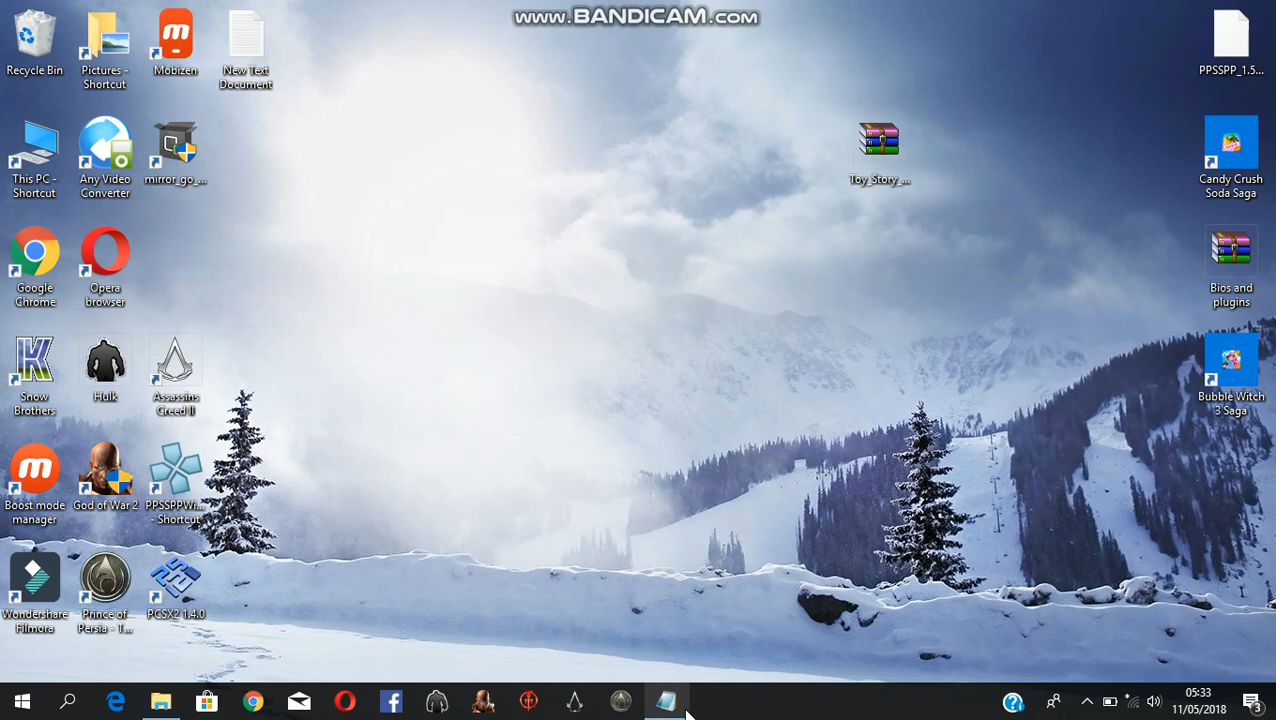 www.BANDICAM.com
Recycle Bin
Pictures -
Shortcut
Mobizen
New Text
Document
This PC -
Shortcut
Any Video
Converter
mirror_go_...
Google
Chrome
Opera
browser
Snow
Brothers
Hulk
Assassins
Creed II
Boost mode
manager
God of War 2
PPSSPPWi...
- Shortcut
Wondershare
Filmora
Prince of
Persia - T...
PCSX2 1.4.0
Toy_Story_...
PPSSPP_1.5...
Candy Crush
Soda Saga
Bios and
plugins
Bubble Witch
3 Saga
05:33
11/05/2018
3